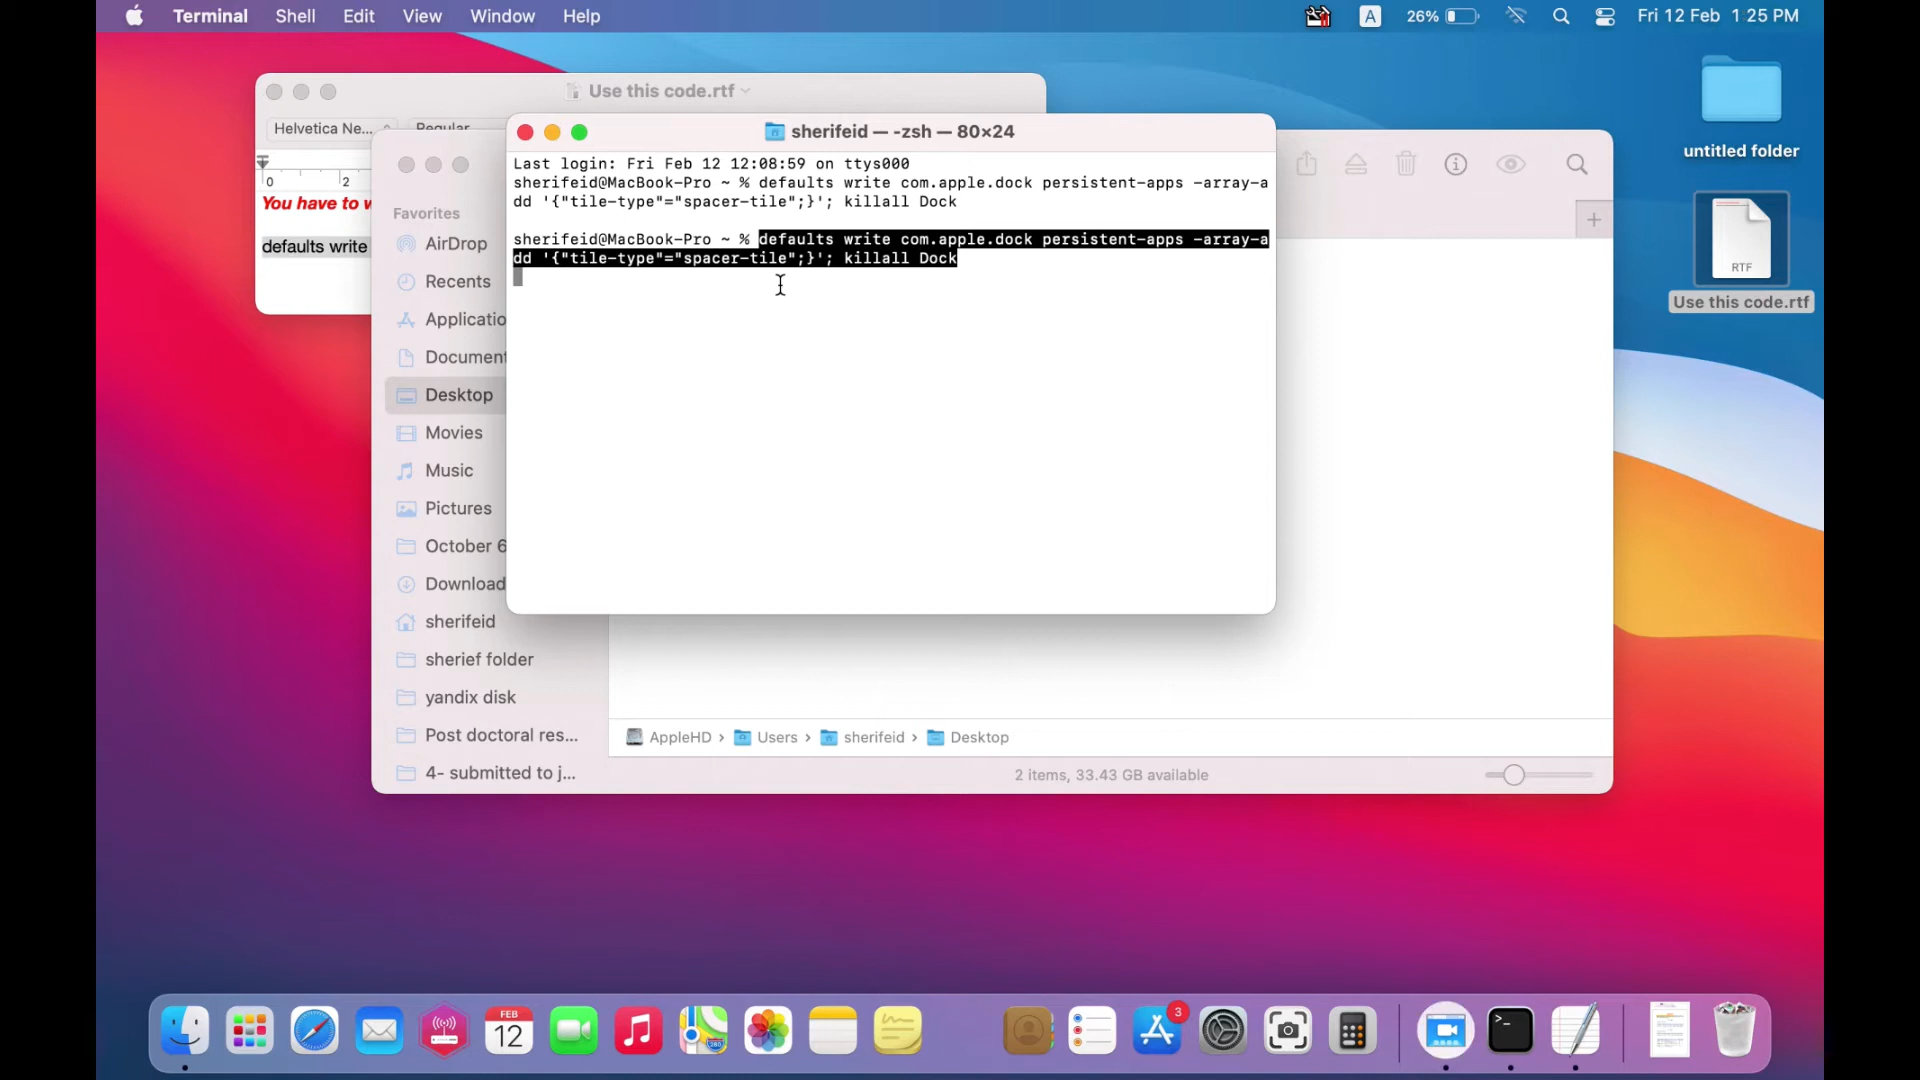 Terminal Shell Edit View Window Help
A 26% Fri 12 Feb 1:25 PM
Use this code.rtf
Helvetica Ne... Regular
0 2
You have to w
defaults write
sherifeid — -zsh — 80×24
Last login: Fri Feb 12 12:08:59 on ttys000
sherifeid@MacBook-Pro ~ % defaults write com.apple.dock persistent-apps -array-a
dd '{"tile-type"="spacer-tile";}'; killall Dock
sherifeid@MacBook-Pro ~ % defaults write com.apple.dock persistent-apps -array-a
dd '{"tile-type"="spacer-tile";}'; killall Dock
Favorites
AirDrop
Recents
Applicatio
Document
Desktop
Movies
Music
Pictures
October 6
Download
sherifeid
sherief folder
yandix disk
Post doctoral res...
4- submitted to j...
AppleHD › Users › sherifeid › Desktop
2 items, 33.43 GB available
untitled folder
RTF
Use this code.rtf
FEB
12
280
3
>_